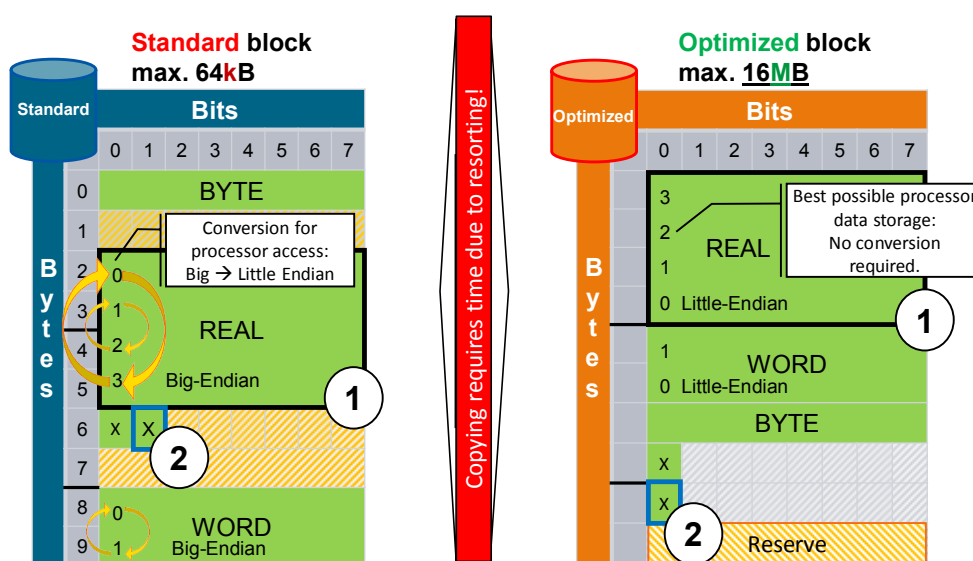 Standard block
max. 64kB
Standard
Bits
0 1 2 3 4 5 6 7
Bytes
0 BYTE
1
Conversion for
processor access:
Big → Little Endian
2 0
3 1
REAL
4 2
5 3 Big-Endian
1
6 x X
2
7
8 0
WORD
9 1 Big-Endian
Copying requires time due to resorting!
Optimized block
max. 16MB
Optimized
Bits
0 1 2 3 4 5 6 7
Bytes
3
Best possible processor
data storage:
No conversion
required.
2
REAL
1
0 Little-Endian
1
1
WORD
0 Little-Endian
BYTE
x
x
2
Reserve